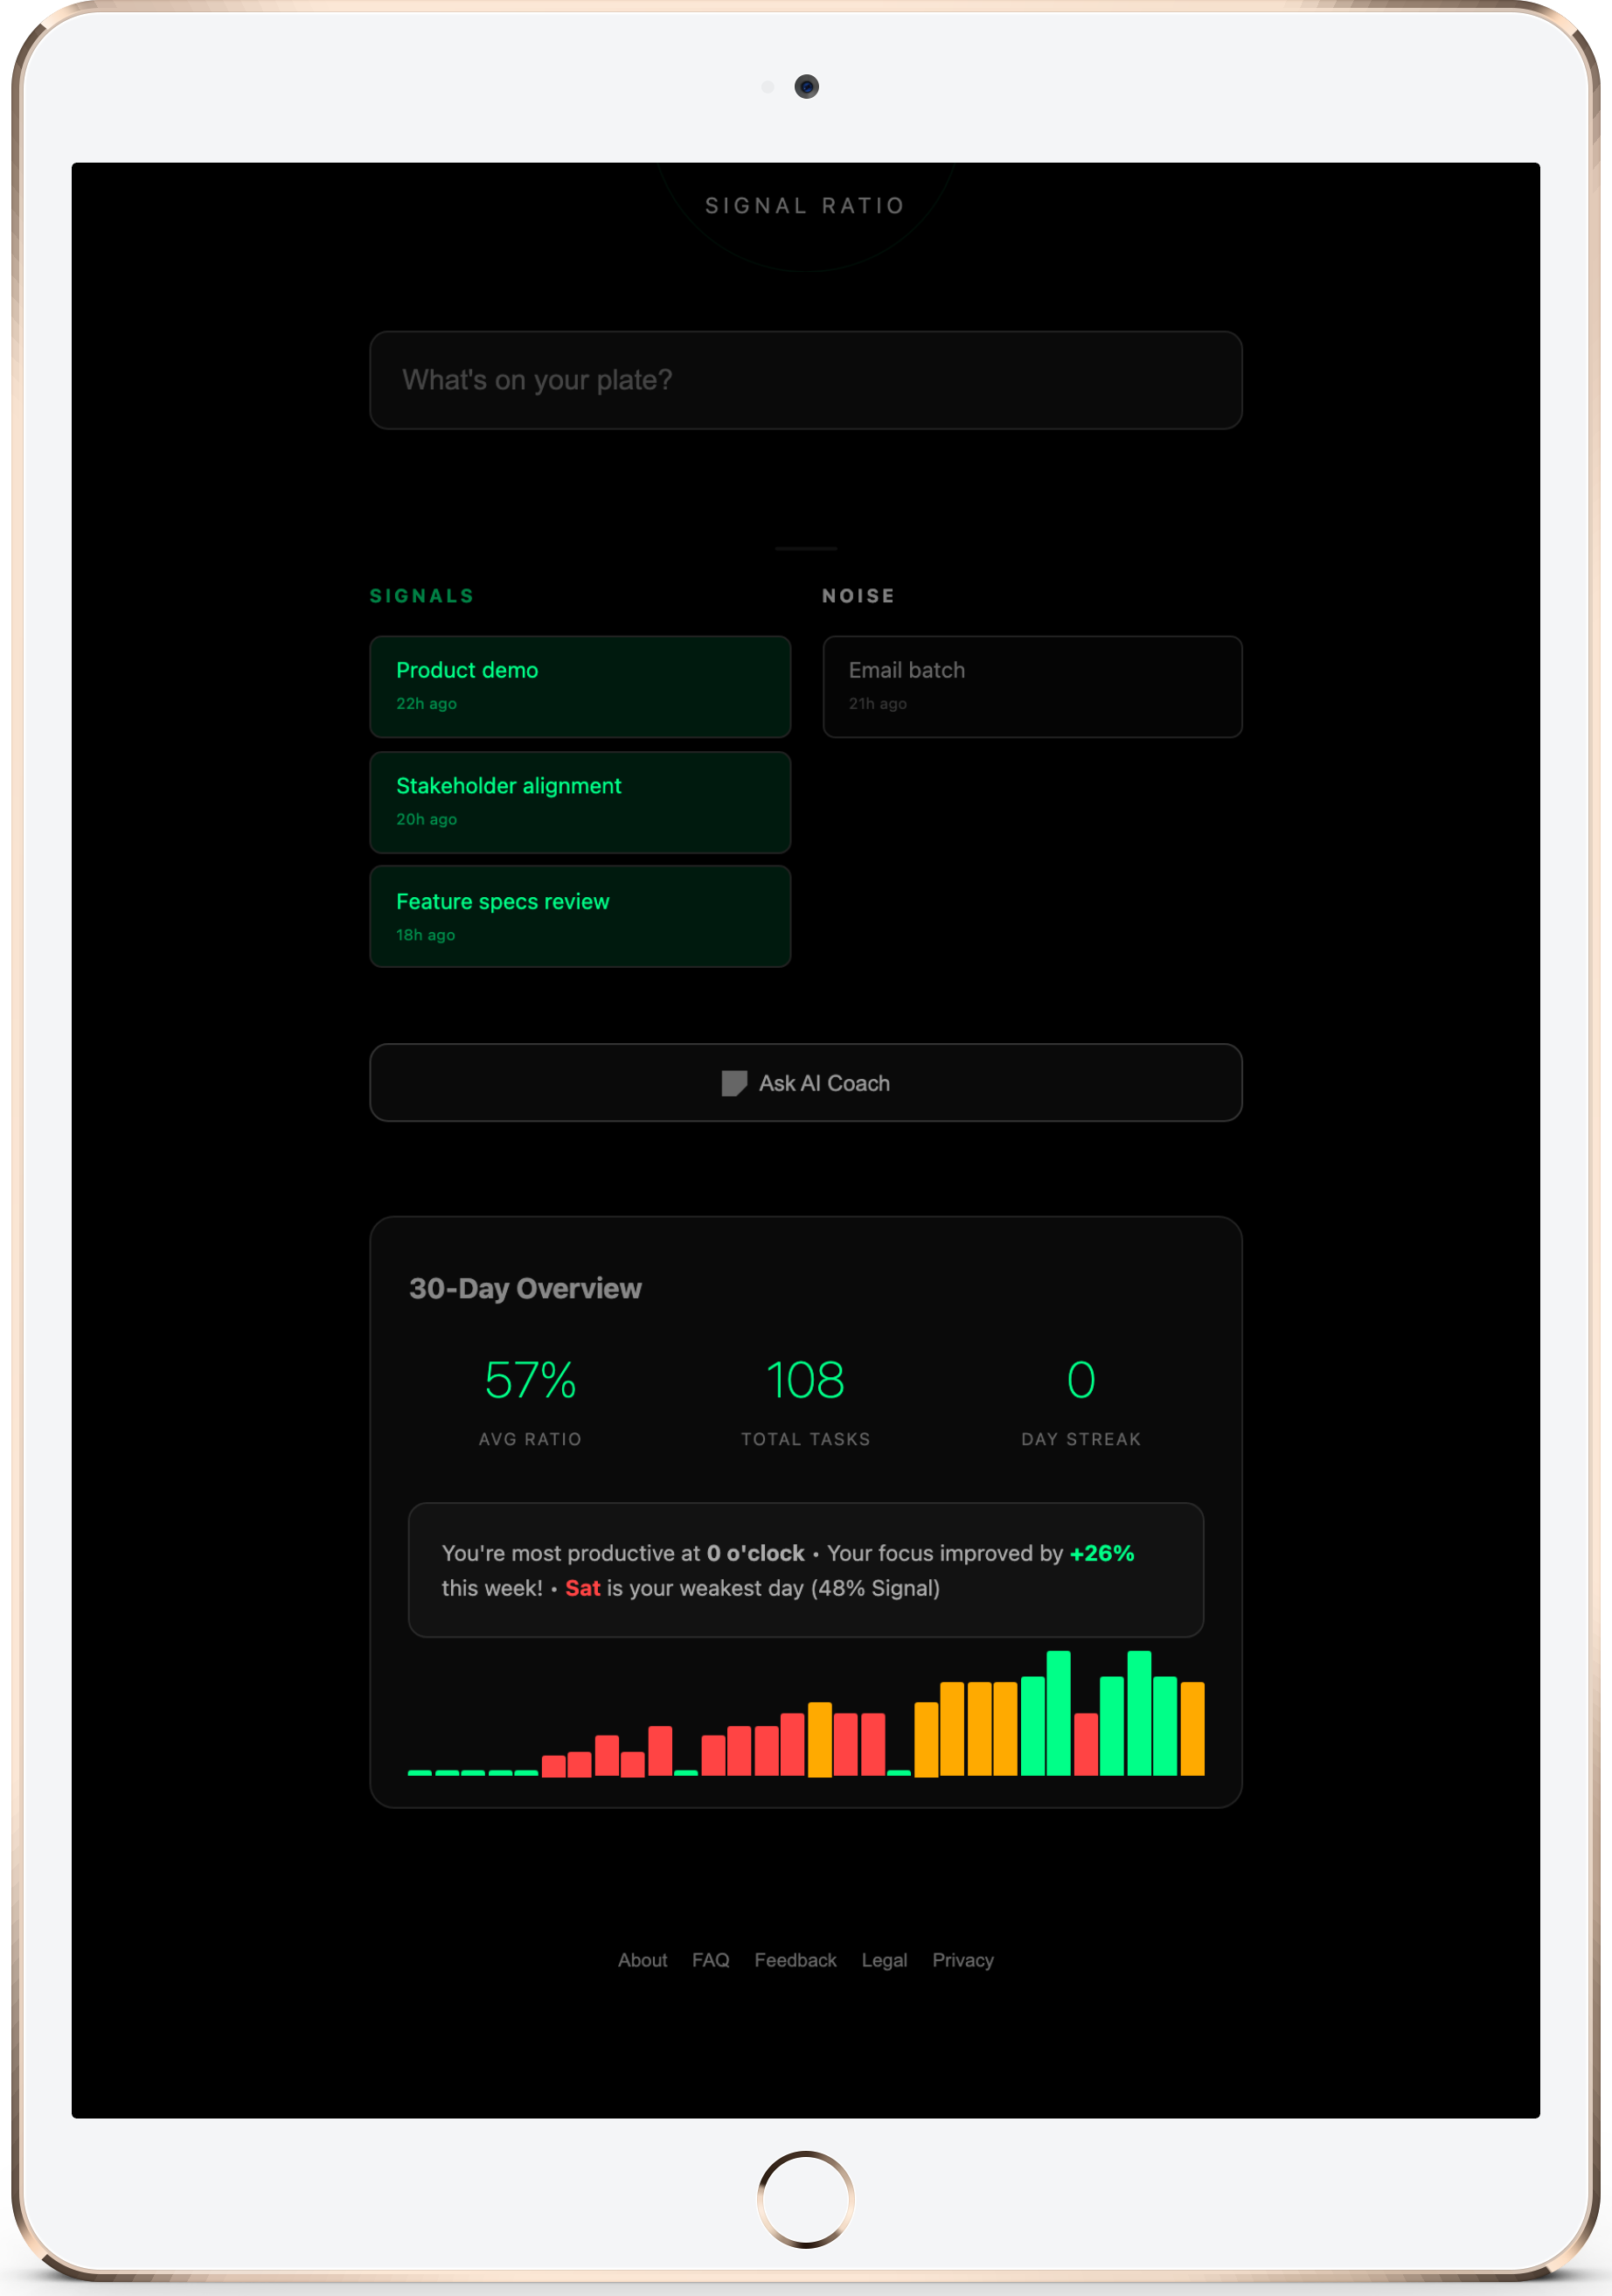 SIGNAL RATIO
What's on your plate?
SIGNALS
Product demo
22h ago
Stakeholder alignment
20h ago
Feature specs review
18h ago
NOISE
Email batch
21h ago
Ask AI Coach
30-Day Overview
57%
AVG RATIO
108
TOTAL TASKS
0
DAY STREAK
You're most productive at 0 o'clock • Your focus improved by +26%
this week! • Sat is your weakest day (48% Signal)
About FAQ Feedback Legal Privacy